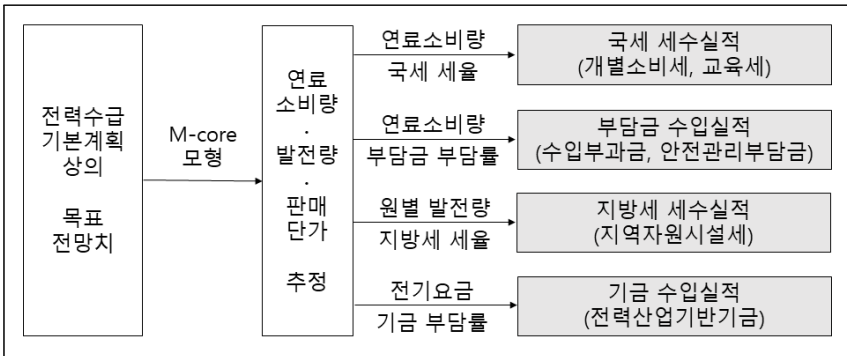 전력수급
기본계획
상의
목표
전망치
M-core
모형
연료
소비량
·
발전량
·
판매
단가
추정
연료소비량
국세 세율
국세 세수실적
(개별소비세, 교육세)
연료소비량
부담금 부담률
부담금 수입실적
(수입부과금, 안전관리부담금)
원별 발전량
지방세 세율
지방세 세수실적
(지역자원시설세)
전기요금
기금 부담률
기금 수입실적
(전력산업기반기금)